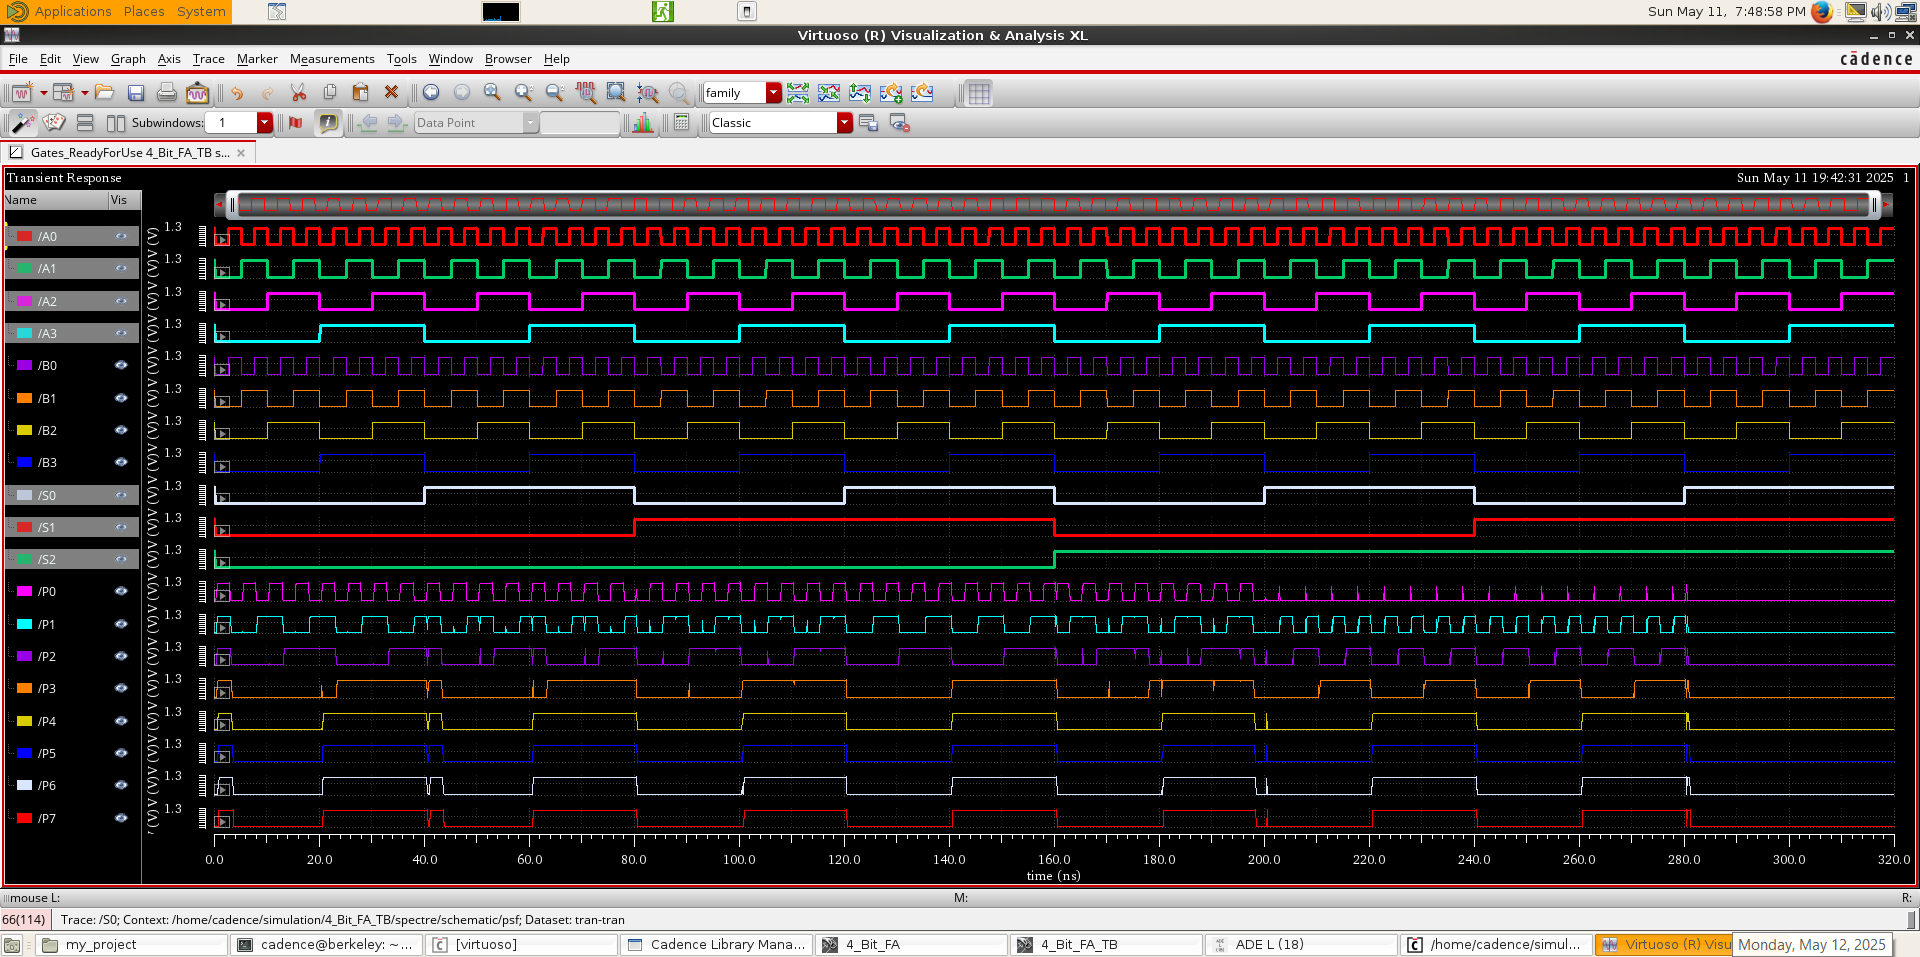 Applications Places System
Sun May 11, 7:48:58 PM
Virtuoso (R) Visualization & Analysis XL
File Edit View Graph Axis Trace Marker Measurements Tools Window Browser Help
cādence
family
Subwindows: 1
Data Point
Classic
Gates_ReadyForUse 4_Bit_FA_TB s...
Transient Response
Sun May 11 19:42:31 2025 1
Name Vis
/A0 1.3
/A1 1.3
/A2 1.3
/A3 1.3
/B0 1.3
/B1 1.3
/B2 1.3
/B3 1.3
/S0 1.3
/S1 1.3
/S2 1.3
/P0 1.3
/P1 1.3
/P2 1.3
/P3 1.3
/P4 1.3
/P5 1.3
/P6 1.3
/P7 1.3
0.0 20.0 40.0 60.0 80.0 100.0 120.0 140.0 160.0 180.0 200.0 220.0 240.0 260.0 280.0 300.0 320.0
time (ns)
mouse L: M: R:
66(114) Trace: /S0; Context: /home/cadence/simulation/4_Bit_FA_TB/spectre/schematic/psf; Dataset: tran-tran
my_project
cadence@berkeley: ~...
[virtuoso]
Cadence Library Mana...
4_Bit_FA
4_Bit_FA_TB
ADE L (18)
/home/cadence/simul...
Virtuoso (R) Visu
Monday, May 12, 2025